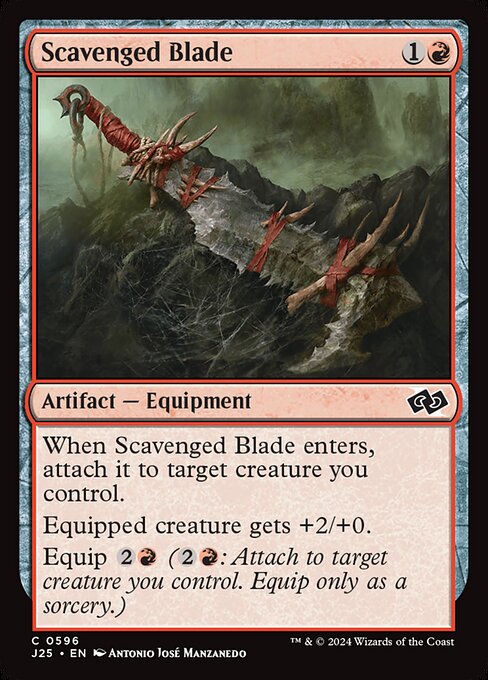 Scavenged Blade 1
Artifact — Equipment
When Scavenged Blade enters,
attach it to target creature you
control.
Equipped creature gets +2/+0.
Equip 2 (2: Attach to target
creature you control. Equip only as a
sorcery.)
C 0596
™ & © 2024 Wizards of the Coast
J25 • EN Antonio José Manzanedo